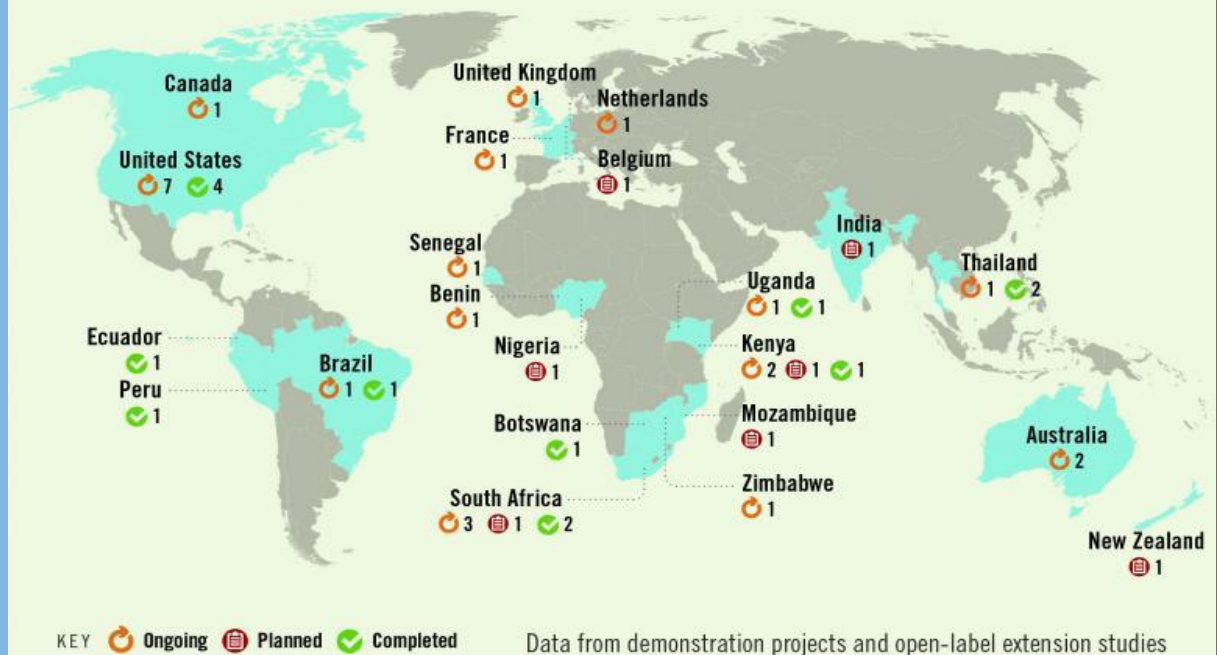 Canada
1
United States
7 4
United Kingdom
1
Netherlands
1
France
1
Belgium
1
Senegal
1
Benin
1
Nigeria
1
India
1
Thailand
1 2
Uganda
1 1
Kenya
2 1 1
Ecuador
1
Peru
1
Brazil
1 1
Botswana
1
Mozambique
1
South Africa
3 1 2
Zimbabwe
1
Australia
2
New Zealand
1
KEY Ongoing Planned Completed
Data from demonstration projects and open-label extension studies